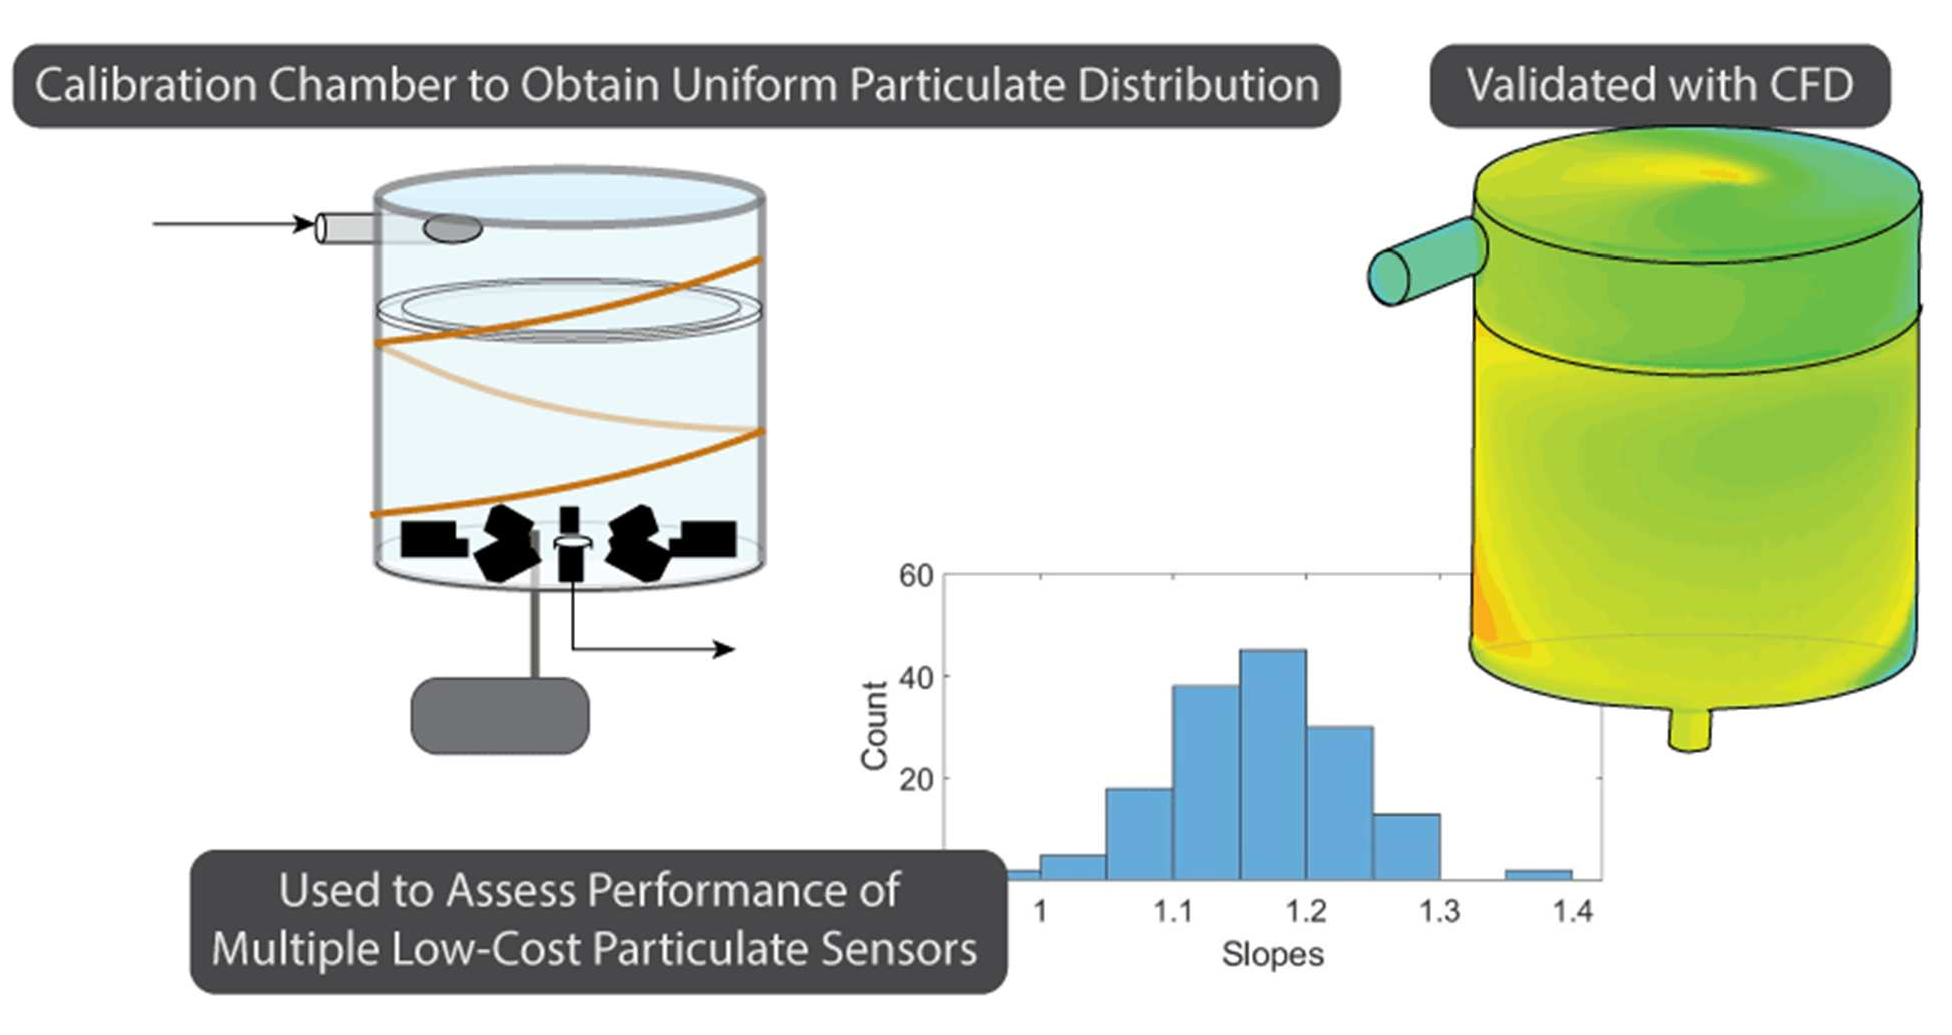 Calibration Chamber to Obtain Uniform Particulate Distribution
Validated with CFD
60
40
20
Count
1
1.1
1.2
1.3
1.4
Slopes
Used to Assess Performance of
Multiple Low-Cost Particulate Sensors